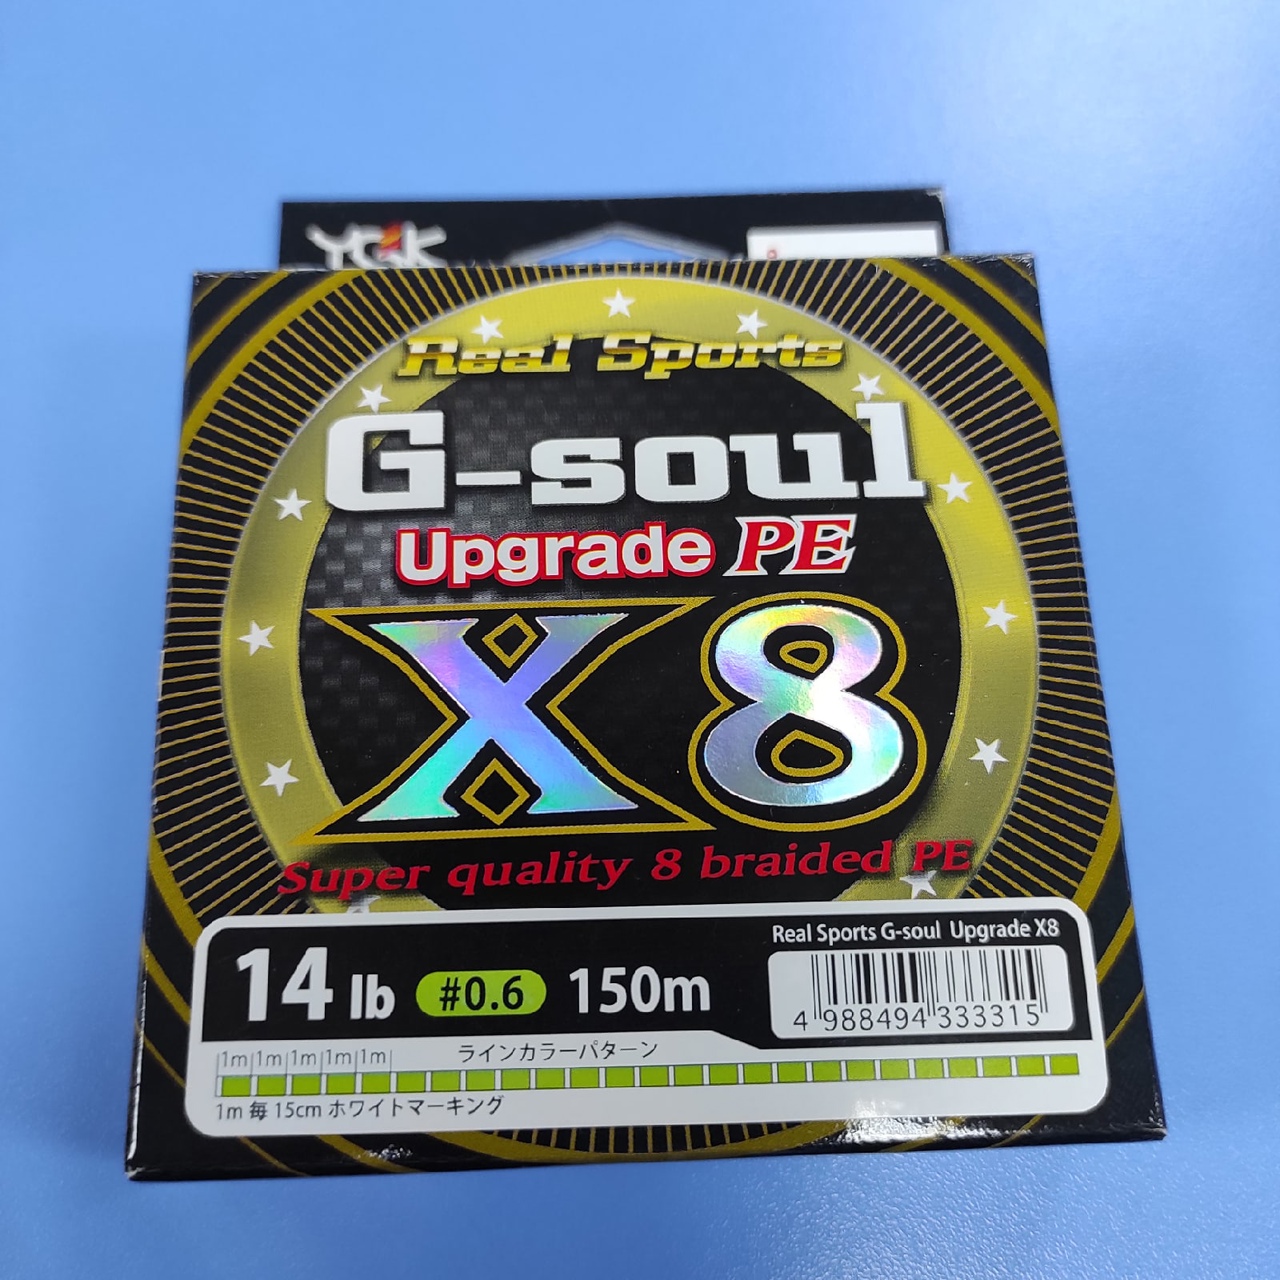 YGK
Real Sports
G-soul
Upgrade PE
X8
Super quality 8 braided PE
Real Sports G-soul Upgrade X8
14 lb #0.6 150m
4 988494 333315
1m 1m 1m 1m 1m ラインカラーパターン
1m 毎 15cm ホワイトマーキング